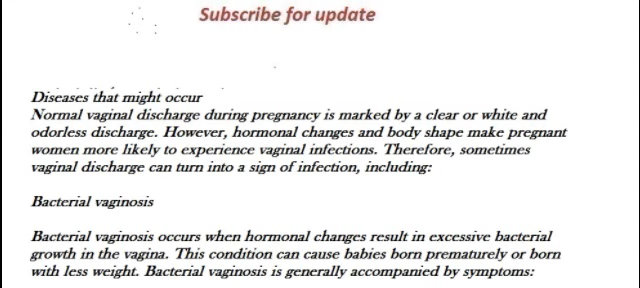 Subscribe for update
Diseases that might occur
Normal vaginal discharge during pregnancy is marked by a clear or white and
odorless discharge. However, hormonal changes and body shape make pregnant
women more likely to experience vaginal infections. Therefore, sometimes
vaginal discharge can turn into a sign of infection, including:
Bacterial vaginosis
Bacterial vaginosis occurs when hormonal changes result in excessive bacterial
growth in the vagina. This condition can cause babies born prematurely or born
with less weight. Bacterial vaginosis is generally accompanied by symptoms: